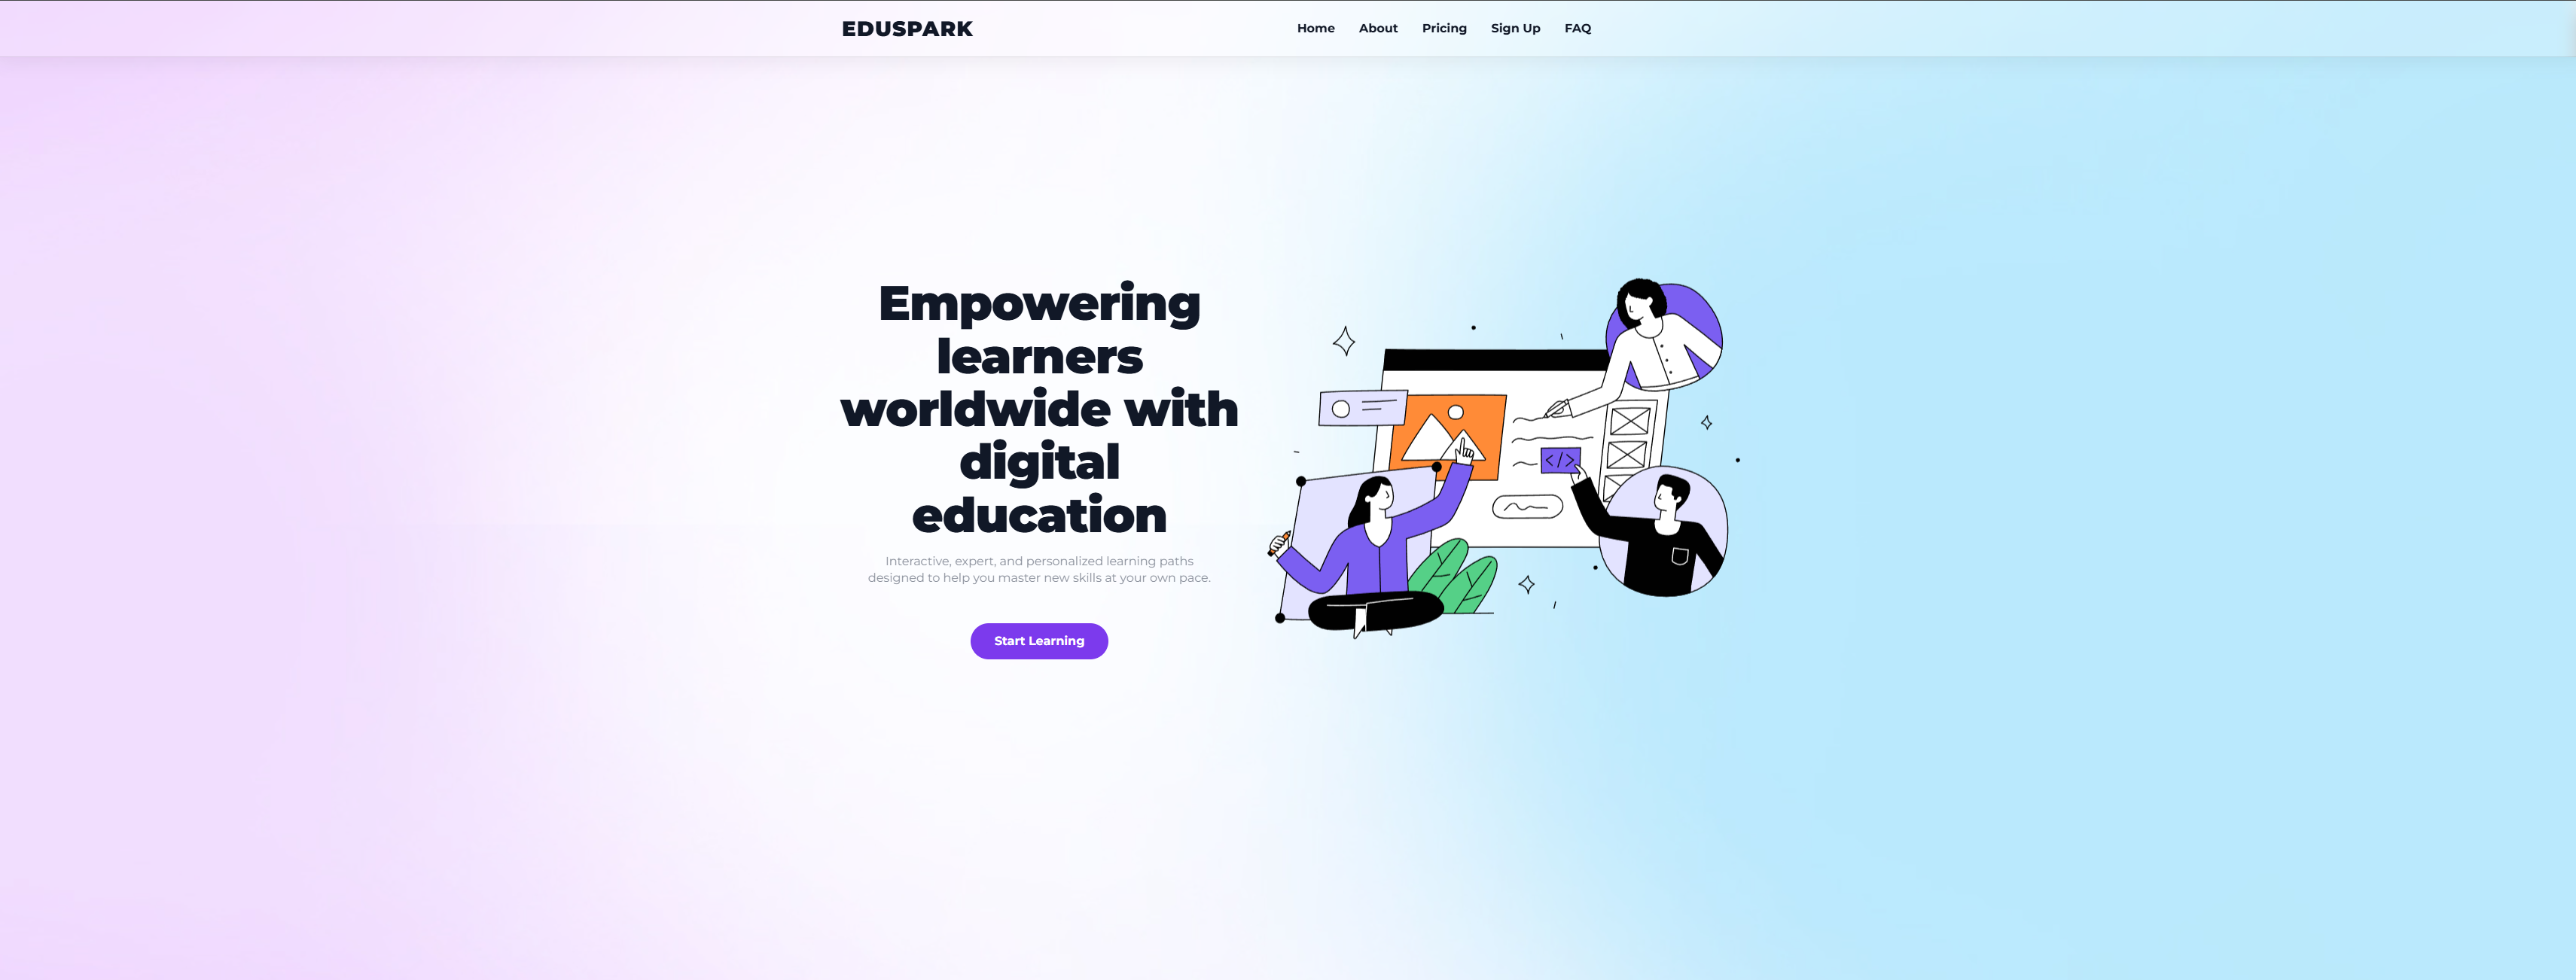 EDUSPARK
Home About Pricing Sign Up FAQ
Empowering
learners
worldwide with
digital
education
Interactive, expert, and personalized learning paths
designed to help you master new skills at your own pace.
Start Learning
</>